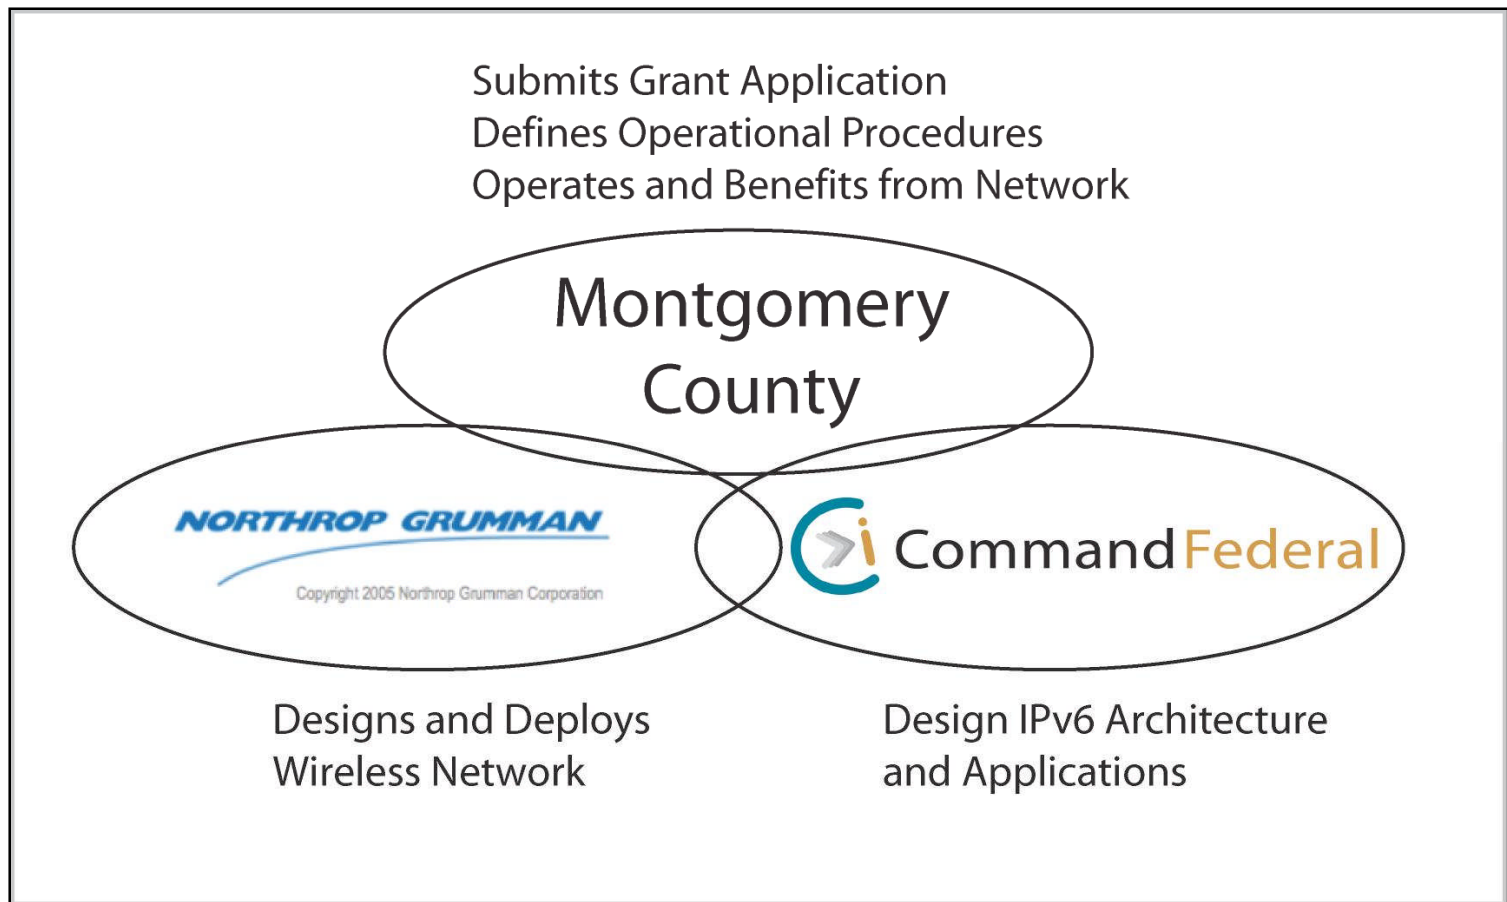 Submits Grant Application
Defines Operational Procedures
Operates and Benefits from Network
Montgomery
County
NORTHROP GRUMMAN
Copyright 2005 Northrop Grumman Corporation
Ci CommandFederal
Designs and Deploys
Wireless Network
Design IPv6 Architecture
and Applications